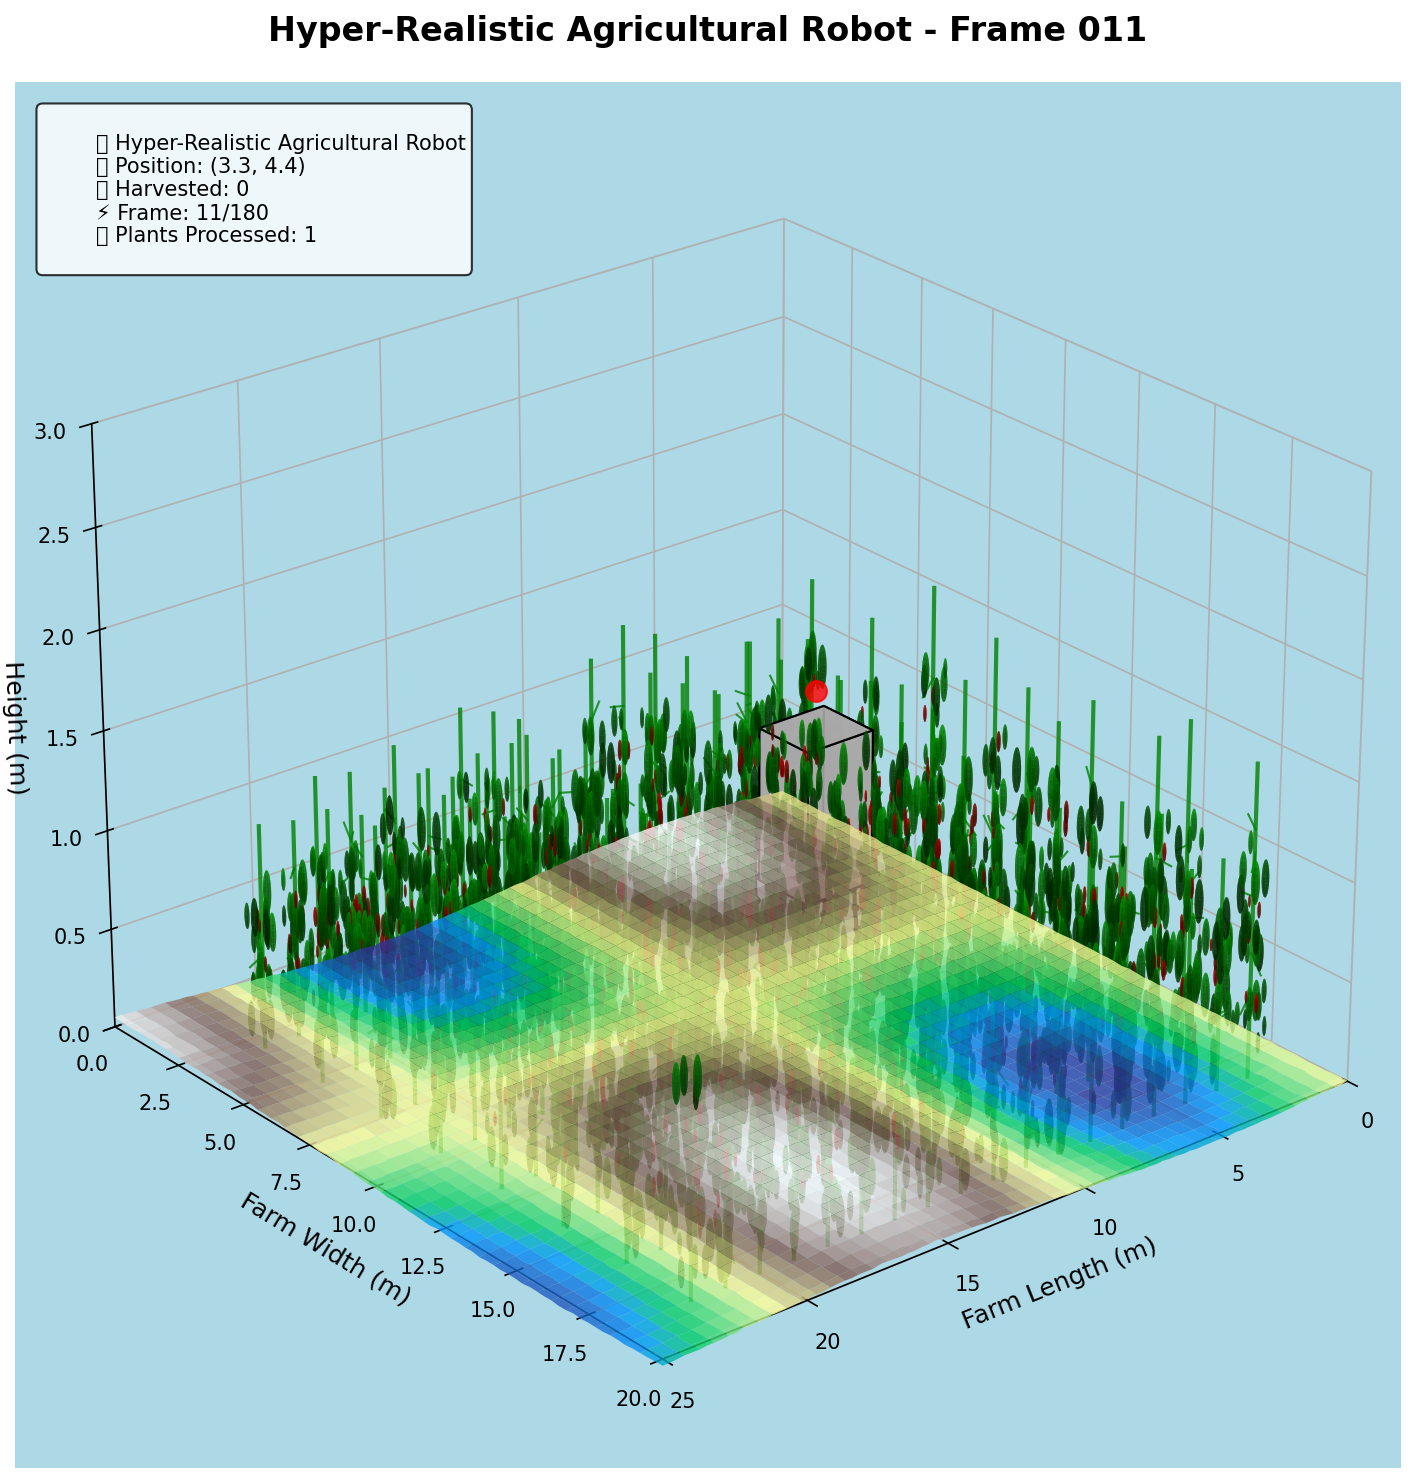 Hyper-Realistic Agricultural Robot - Frame 011
Hyper-Realistic Agricultural Robot
Position: (3.3, 4.4)
Harvested: 0
⚡ Frame: 11/180
Plants Processed: 1
Height (m)
3.0
2.5
2.0
1.5
1.0
0.5
0.0
0.0
2.5
5.0
7.5
10.0
12.5
15.0
17.5
20.0
Farm Width (m)
25
20
15
10
5
0
Farm Length (m)